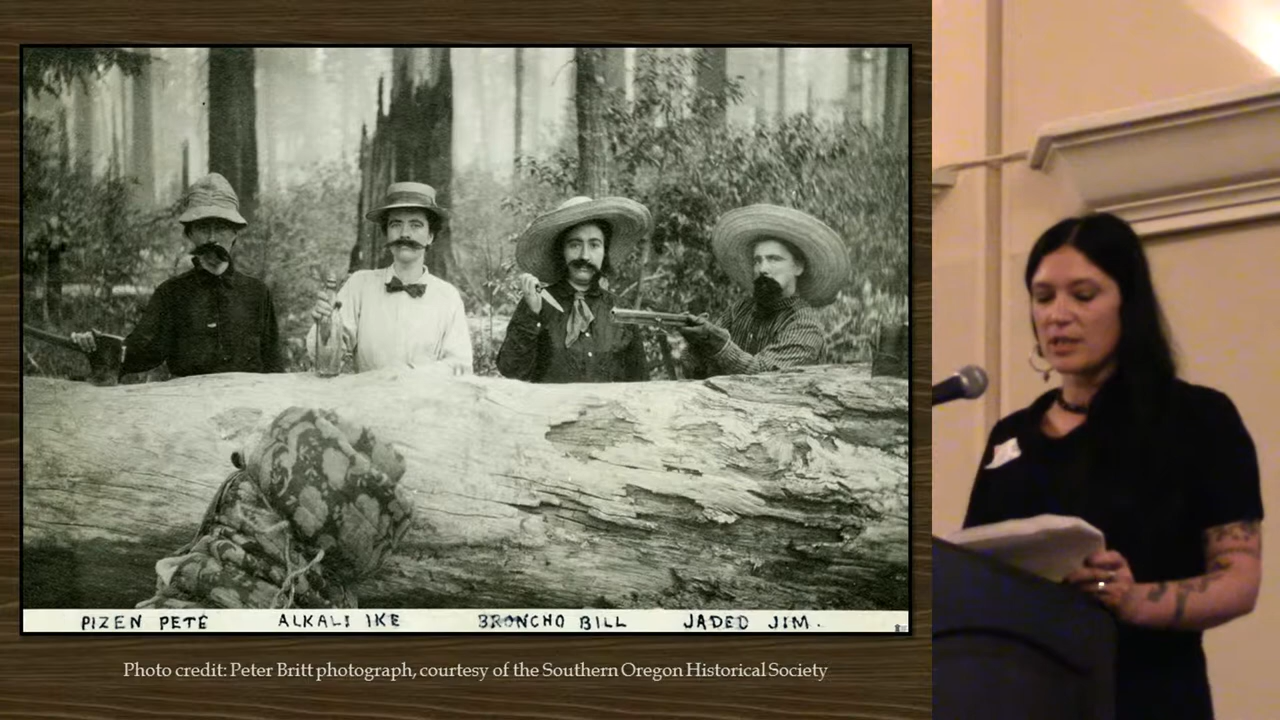 PIZEN PETE ALKALI IKE BRONCHO BILL JADED JIM.
Photo credit: Peter Britt photograph, courtesy of the Southern Oregon Historical Society